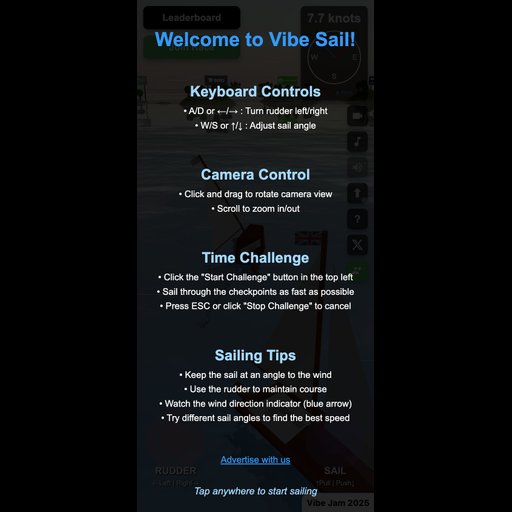 Leaderboard
7.7 knots
Welcome to Vibe Sail!
W
E
S
Keyboard Controls
• A/D or ←/→ : Turn rudder left/right
• W/S or ↑/↓ : Adjust sail angle
Camera Control
• Click and drag to rotate camera view
• Scroll to zoom in/out
?
Time Challenge
• Click the "Start Challenge" button in the top left
• Sail through the checkpoints as fast as possible
• Press ESC or click "Stop Challenge" to cancel
Sailing Tips
• Keep the sail at an angle to the wind
• Use the rudder to maintain course
• Watch the wind direction indicator (blue arrow)
• Try different sail angles to find the best speed
Advertise with us
RUDDER
← Left | Right →
SAIL
↑Pull | Push↓
Tap anywhere to start sailing
Vibe Jam 2025